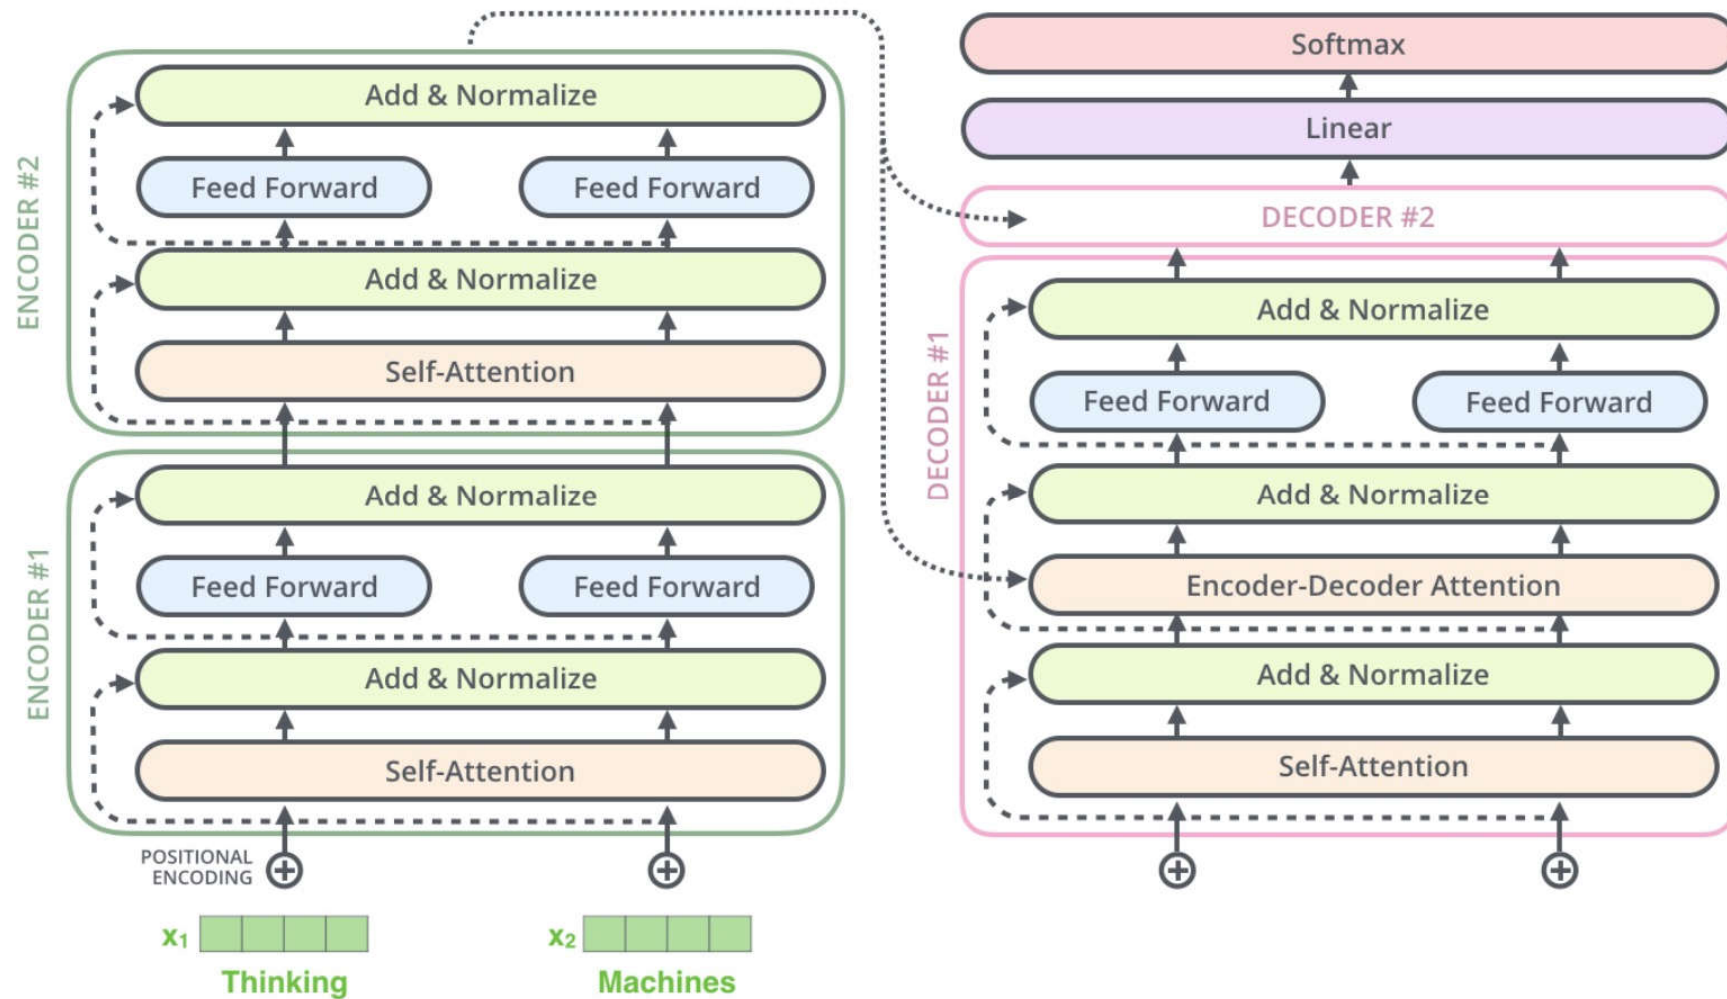 ENCODER #2
Add & Normalize
Feed Forward
Feed Forward
Add & Normalize
Self-Attention
ENCODER #1
Add & Normalize
Feed Forward
Feed Forward
Add & Normalize
Self-Attention
POSITIONAL
ENCODING
x₁
x₂
Thinking
Machines
Softmax
Linear
DECODER #2
DECODER #1
Add & Normalize
Feed Forward
Feed Forward
Add & Normalize
Encoder-Decoder Attention
Add & Normalize
Self-Attention